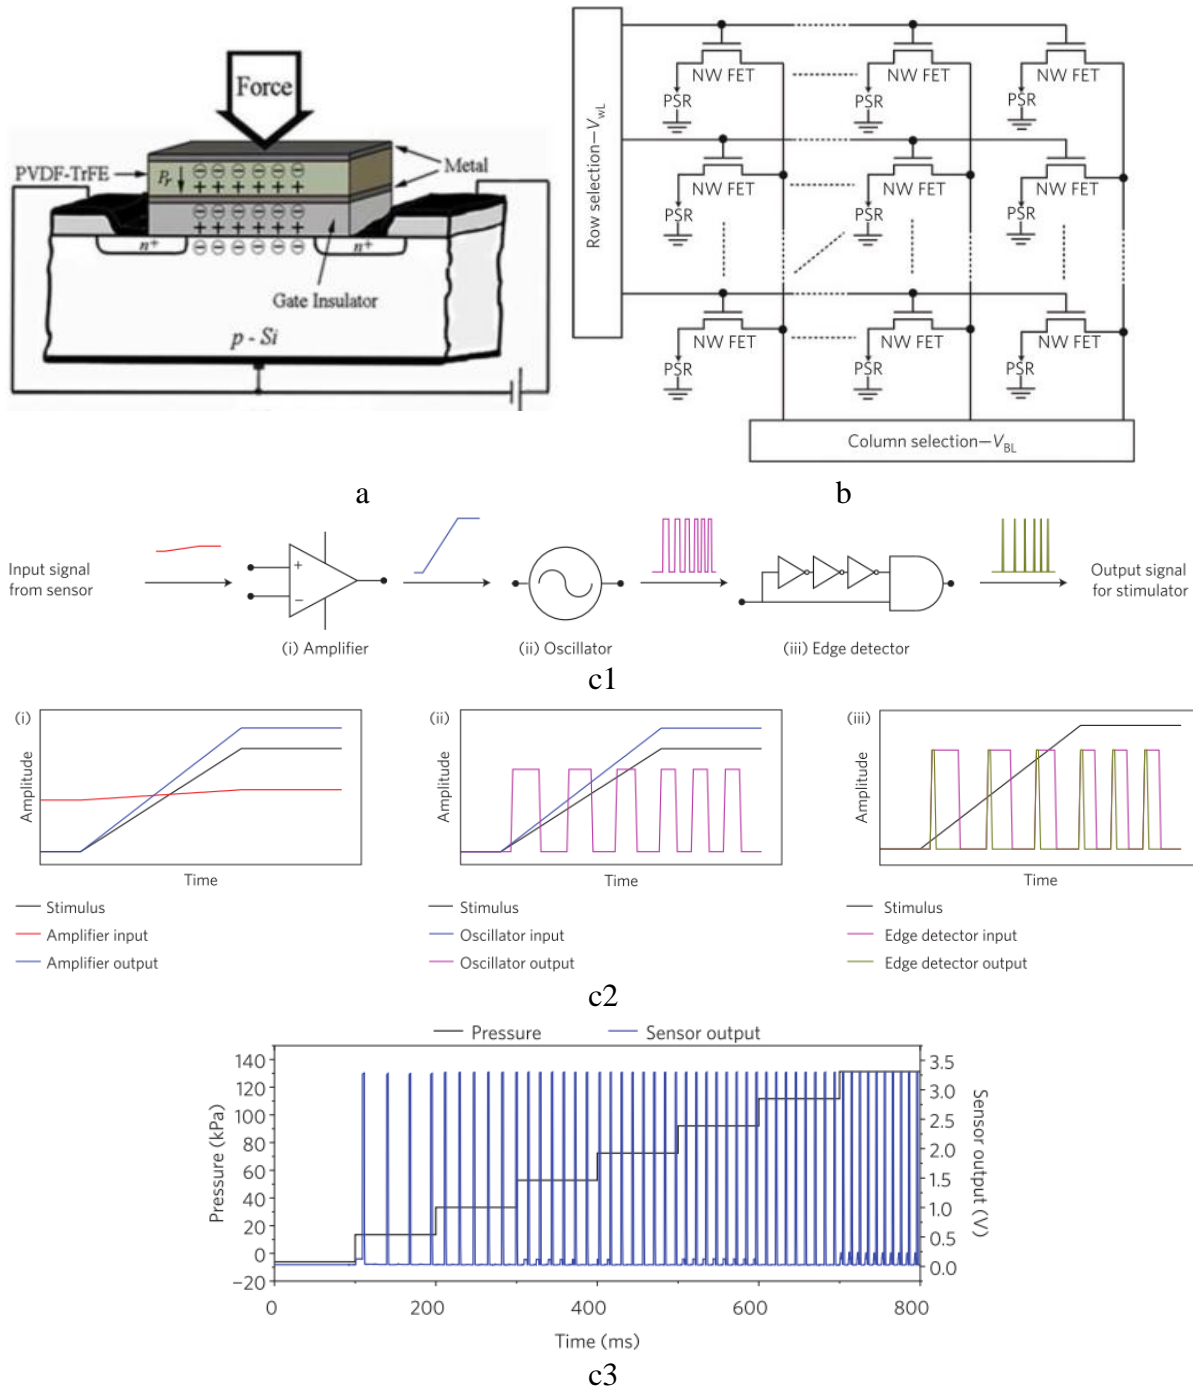 Force
PVDF-TrFE
Pr
Metal
n+
n+
Gate Insulator
p - Si
a
Row selection—VwL
NW FET
NW FET
NW FET
PSR
PSR
PSR
NW FET
NW FET
NW FET
PSR
PSR
PSR
NW FET
NW FET
NW FET
PSR
PSR
PSR
Column selection—VBL
b
Input signal
from sensor
+
−
(i) Amplifier
(ii) Oscillator
(iii) Edge detector
Output signal
for stimulator
c1
(i)
Amplitude
Time
Stimulus
Amplifier input
Amplifier output
(ii)
Amplitude
Time
Stimulus
Oscillator input
Oscillator output
(iii)
Amplitude
Time
Stimulus
Edge detector input
Edge detector output
c2
Pressure
Sensor output
Pressure (kPa)
140
120
100
80
60
40
20
0
−20
3.5
3.0
2.5
2.0
1.5
1.0
0.5
0.0
Sensor output (V)
0
200
400
600
800
Time (ms)
c3